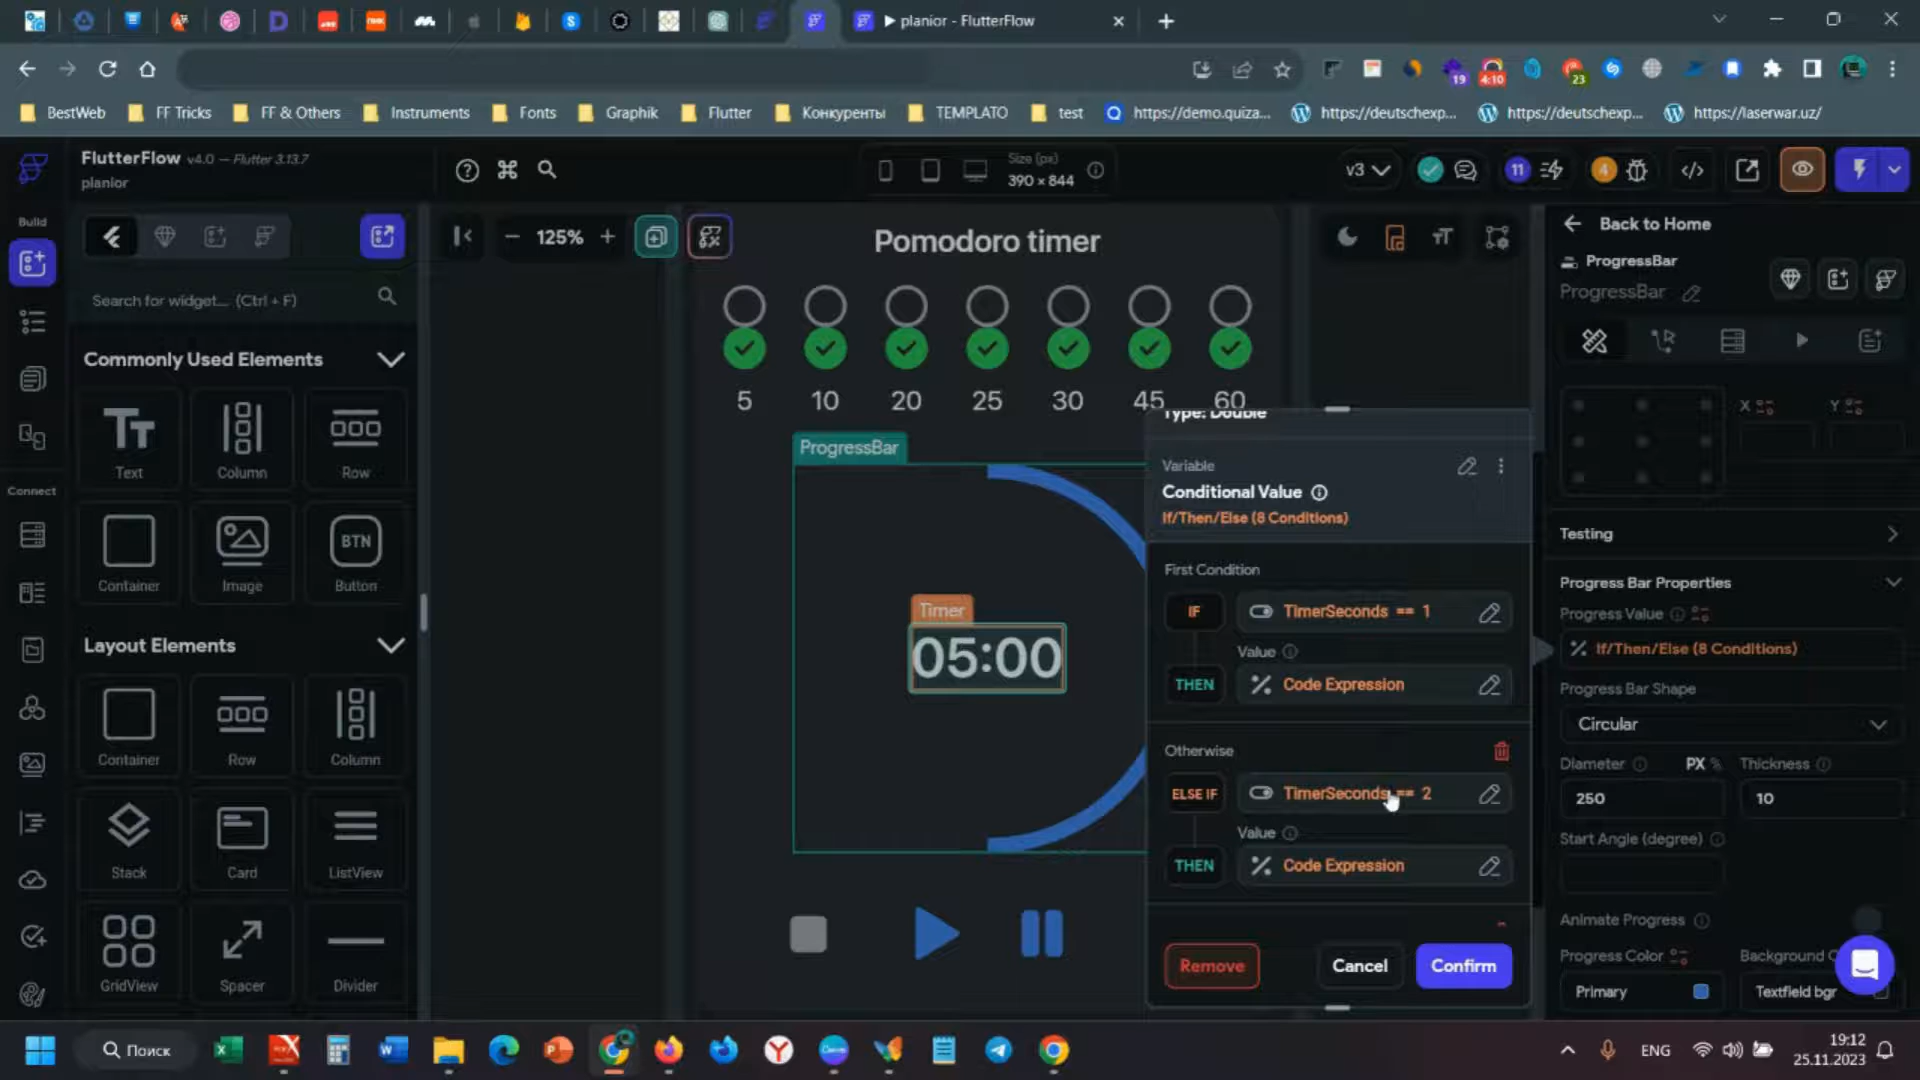 planior - FlutterFlow
19
4:10
23
BestWeb
FF Tricks
FF & Others
Instruments
Fonts
Graphik
Flutter
Конкуренты
TEMPLATO
test
https://demo.quiza...
https://deutschexp...
https://deutschexp...
https://laserwar.uz/
FlutterFlow v4.0 — Flutter 3.13.7
planior
Size (px)
390 × 844
v3
11
4
Build
Connect
125%
Search for widget... (Ctrl + F)
Commonly Used Elements
Text
Column
Row
Container
Image
BTN
Button
Layout Elements
Container
Row
Column
Stack
Card
ListView
GridView
Spacer
Divider
Pomodoro timer
5
10
20
25
30
45
60
ProgressBar
Timer
05:00
Type: Double
Variable
Conditional Value
If/Then/Else (8 Conditions)
First Condition
IF
TimerSeconds == 1
Value
THEN
Code Expression
Otherwise
ELSE IF
TimerSeconds == 2
Value
THEN
Code Expression
Remove
Cancel
Confirm
Back to Home
ProgressBar
ProgressBar
X
Y
Testing
Progress Bar Properties
Progress Value
If/Then/Else (8 Conditions)
Progress Bar Shape
Circular
Diameter
PX %
Thickness
250
10
Start Angle (degree)
Animate Progress
Progress Color
Background C
Primary
Textfield bgr
Поиск
ENG
19:12
25.11.2023